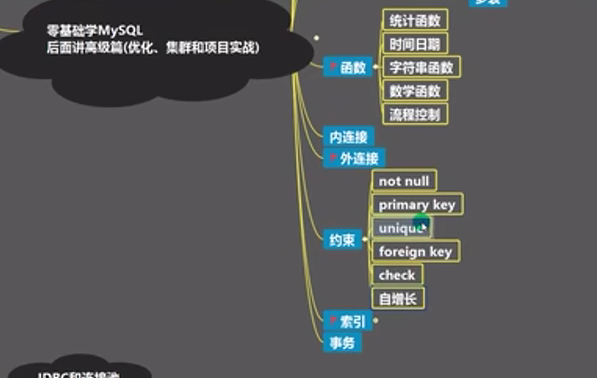 多表
零基础学MySQL
后面讲高级篇(优化、集群和项目实战)
函数
统计函数
时间日期
字符串函数
数学函数
流程控制
内连接
外连接
约束
not null
primary key
unique
foreign key
check
自增长
索引
事务
JDBC和连接池